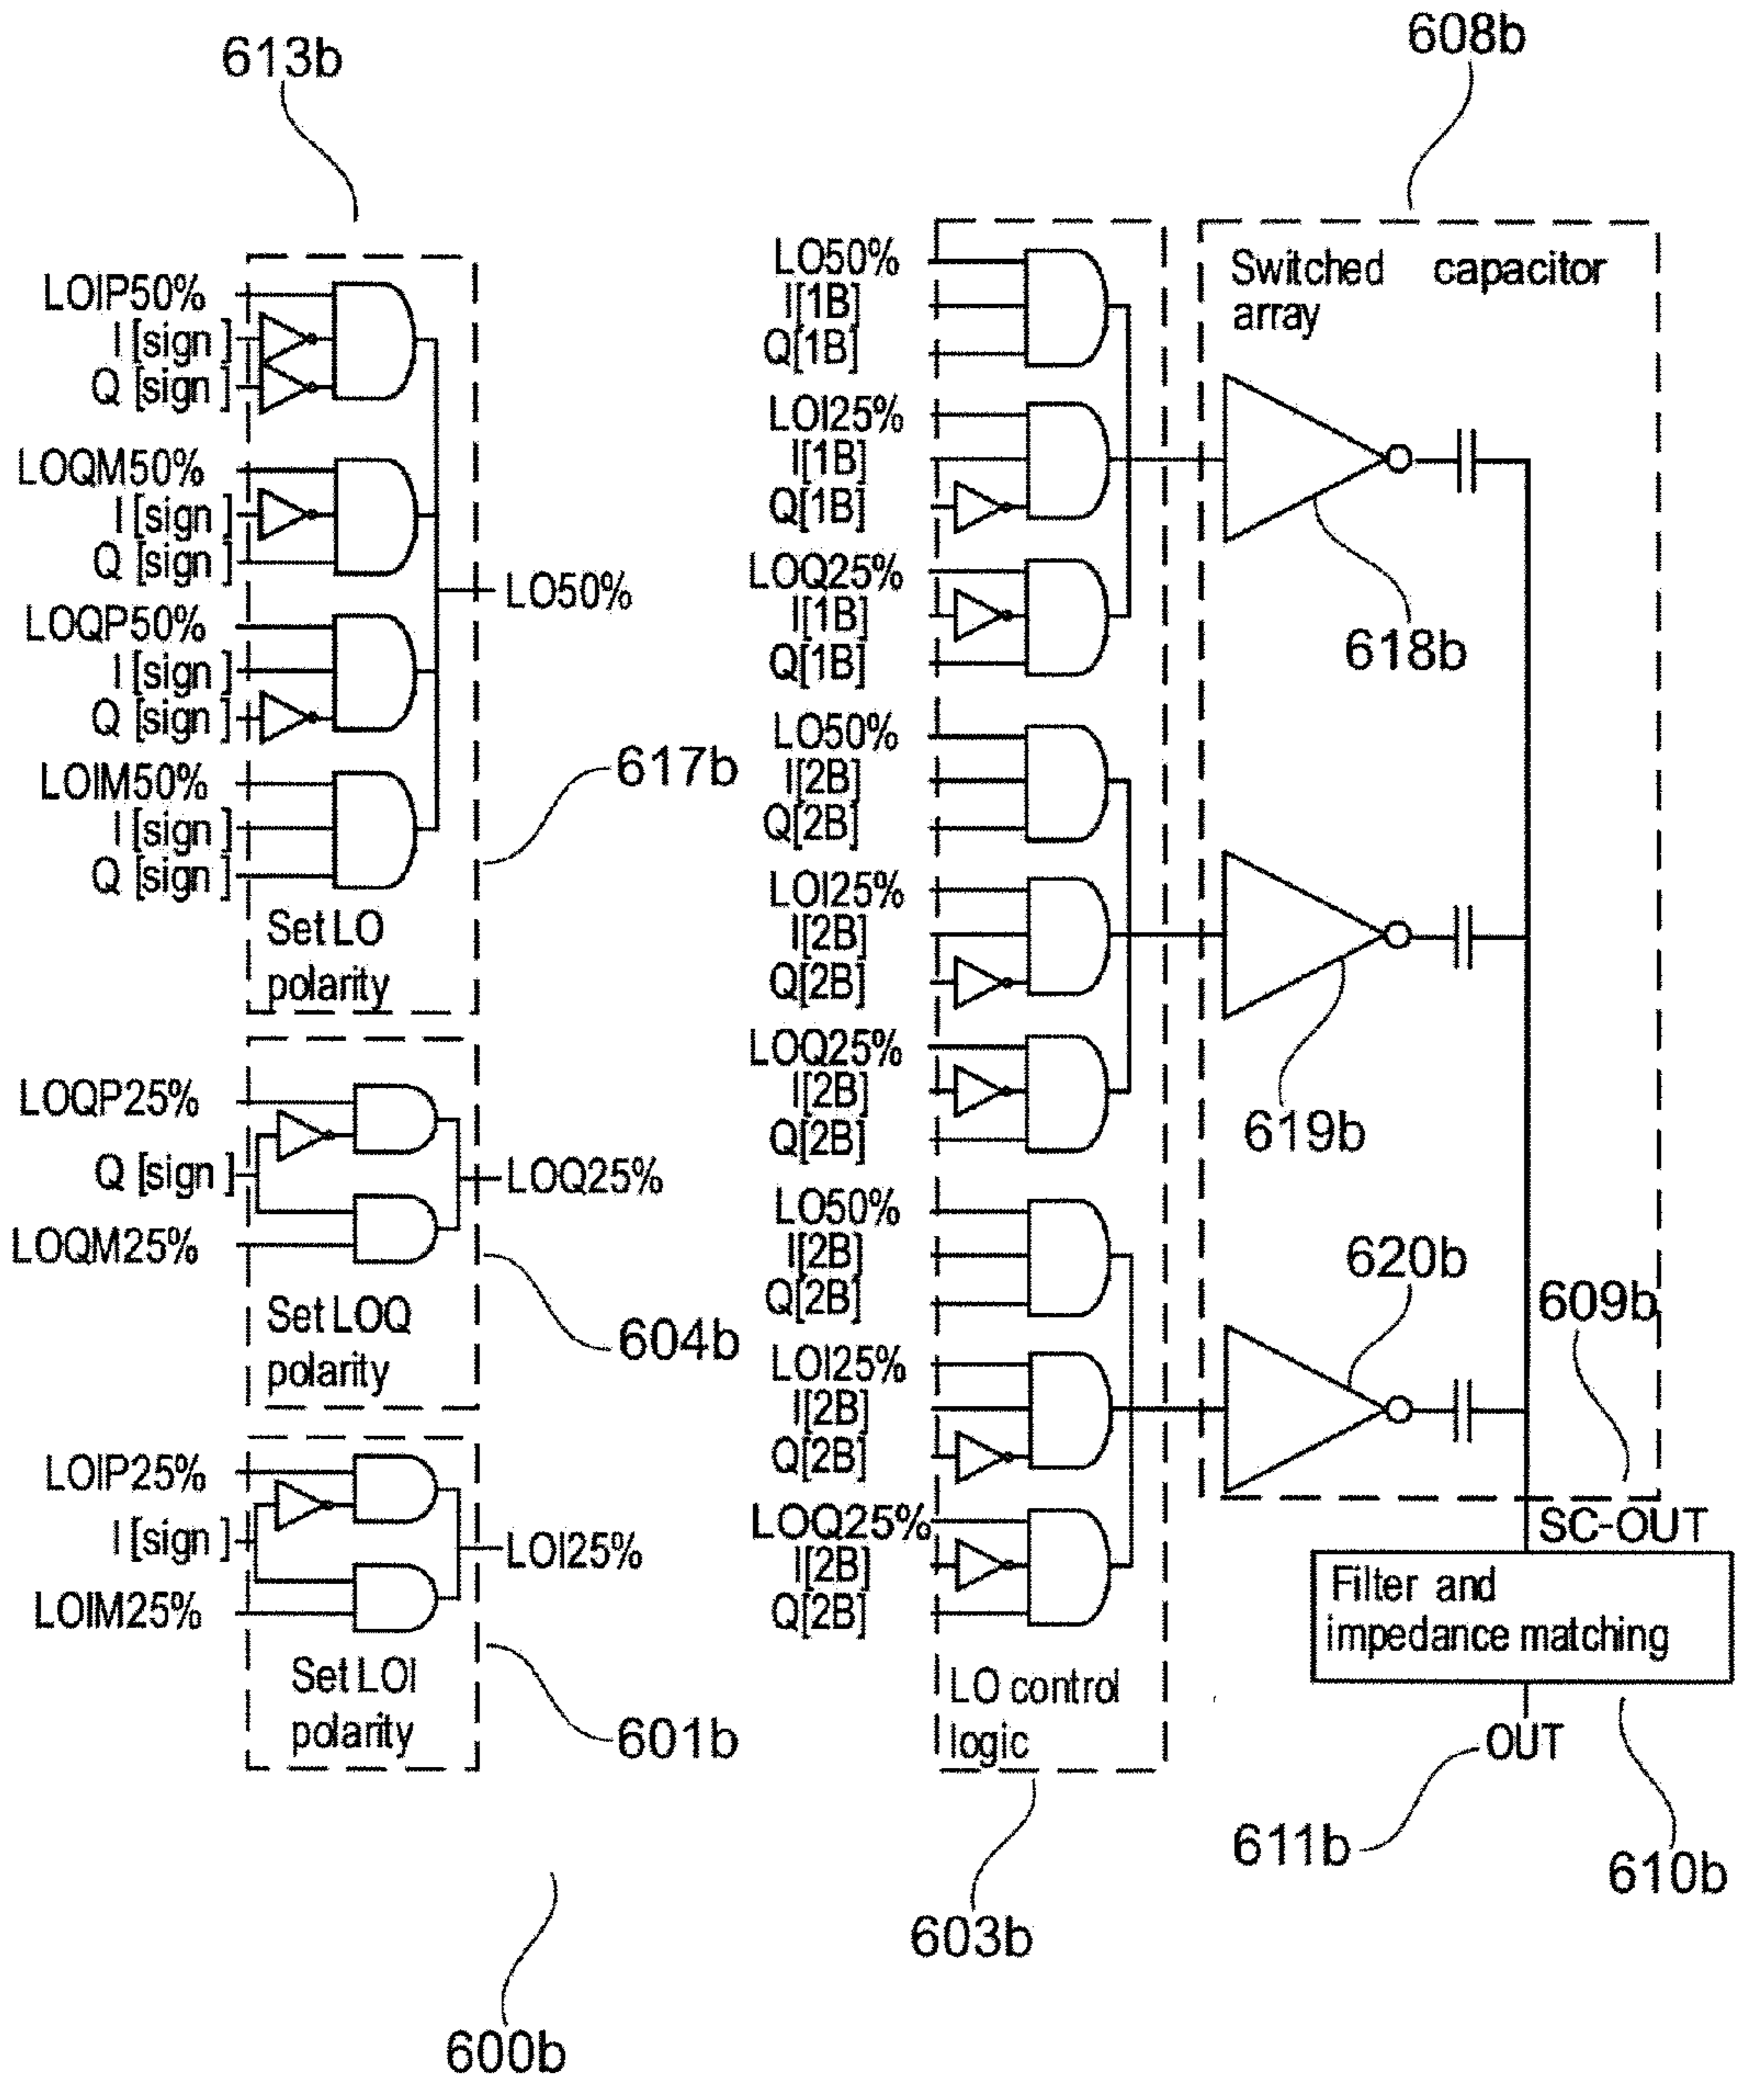 613b
608b
LOIP50%
I [sign]
Q [sign]
LOQM50%
I [sign]
Q [sign]
LOQP50%
I [sign]
Q [sign]
LOIM50%
I [sign]
Q [sign]
LO50%
Set LO
polarity
617b
LOQP25%
Q [sign]
LOQM25%
LOQ25%
Set LOQ
polarity
604b
LOIP25%
I [sign]
LOIM25%
LOI25%
Set LOI
polarity
601b
600b
LO50%
I[1B]
Q[1B]
LOI25%
I[1B]
Q[1B]
LOQ25%
I[1B]
Q[1B]
LO50%
I[2B]
Q[2B]
LOI25%
I[2B]
Q[2B]
LOQ25%
I[2B]
Q[2B]
LO50%
I[2B]
Q[2B]
LOI25%
I[2B]
Q[2B]
LOQ25%
I[2B]
Q[2B]
LO control
logic
603b
Switched capacitor
array
618b
619b
620b
609b
SC-OUT
Filter and
impedance matching
OUT
611b
610b